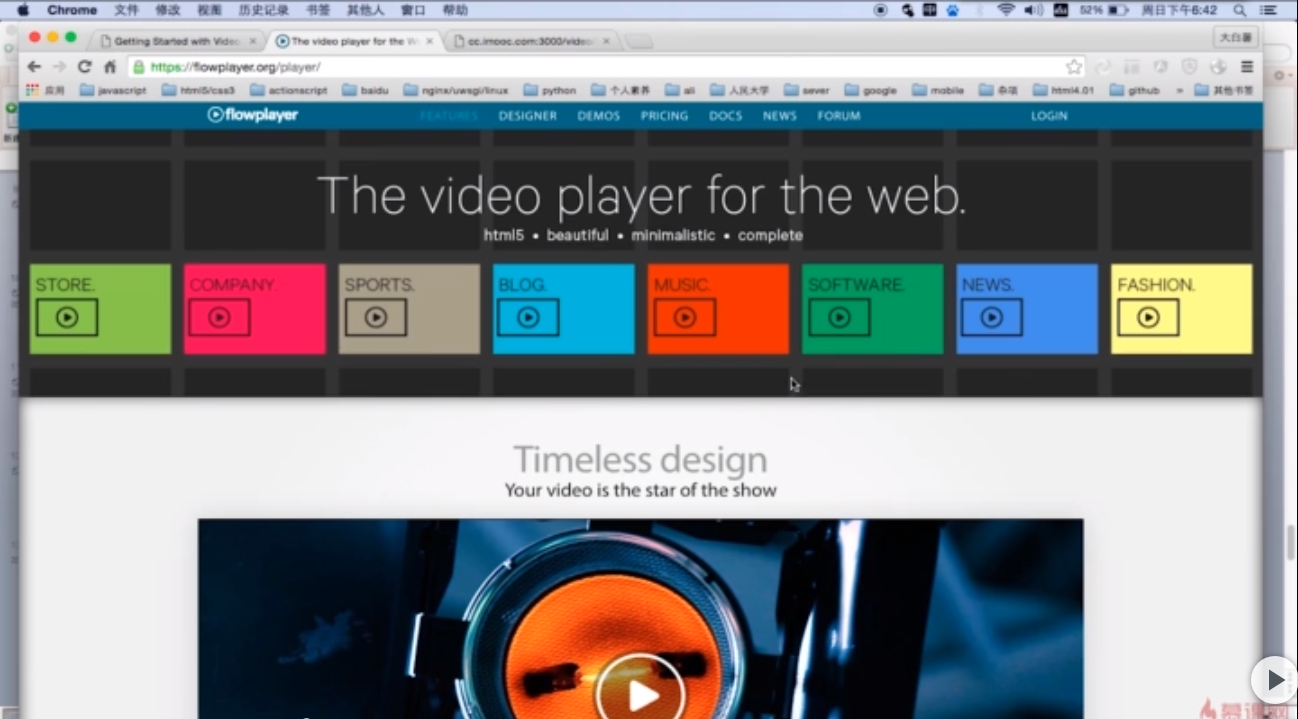 Chrome 文件 修改 视图 历史记录 书签 其他人 窗口 帮助 52% 周日下午6:42
Getting Started with Video × The video player for the W × cc.imooc.com:3000/video × 大白薯
https://flowplayer.org/player/
应用 javascript html5/css3 actionscript baidu nginx/uwsgi/linux python 个人素养 ali 人民大学 sever google mobile 杂项 html4.01 github » 其他书签
flowplayer FEATURES DESIGNER DEMOS PRICING DOCS NEWS FORUM LOGIN
The video player for the web.
html5 • beautiful • minimalistic • complete
STORE. COMPANY. SPORTS. BLOG. MUSIC. SOFTWARE. NEWS. FASHION.
Timeless design
Your video is the star of the show